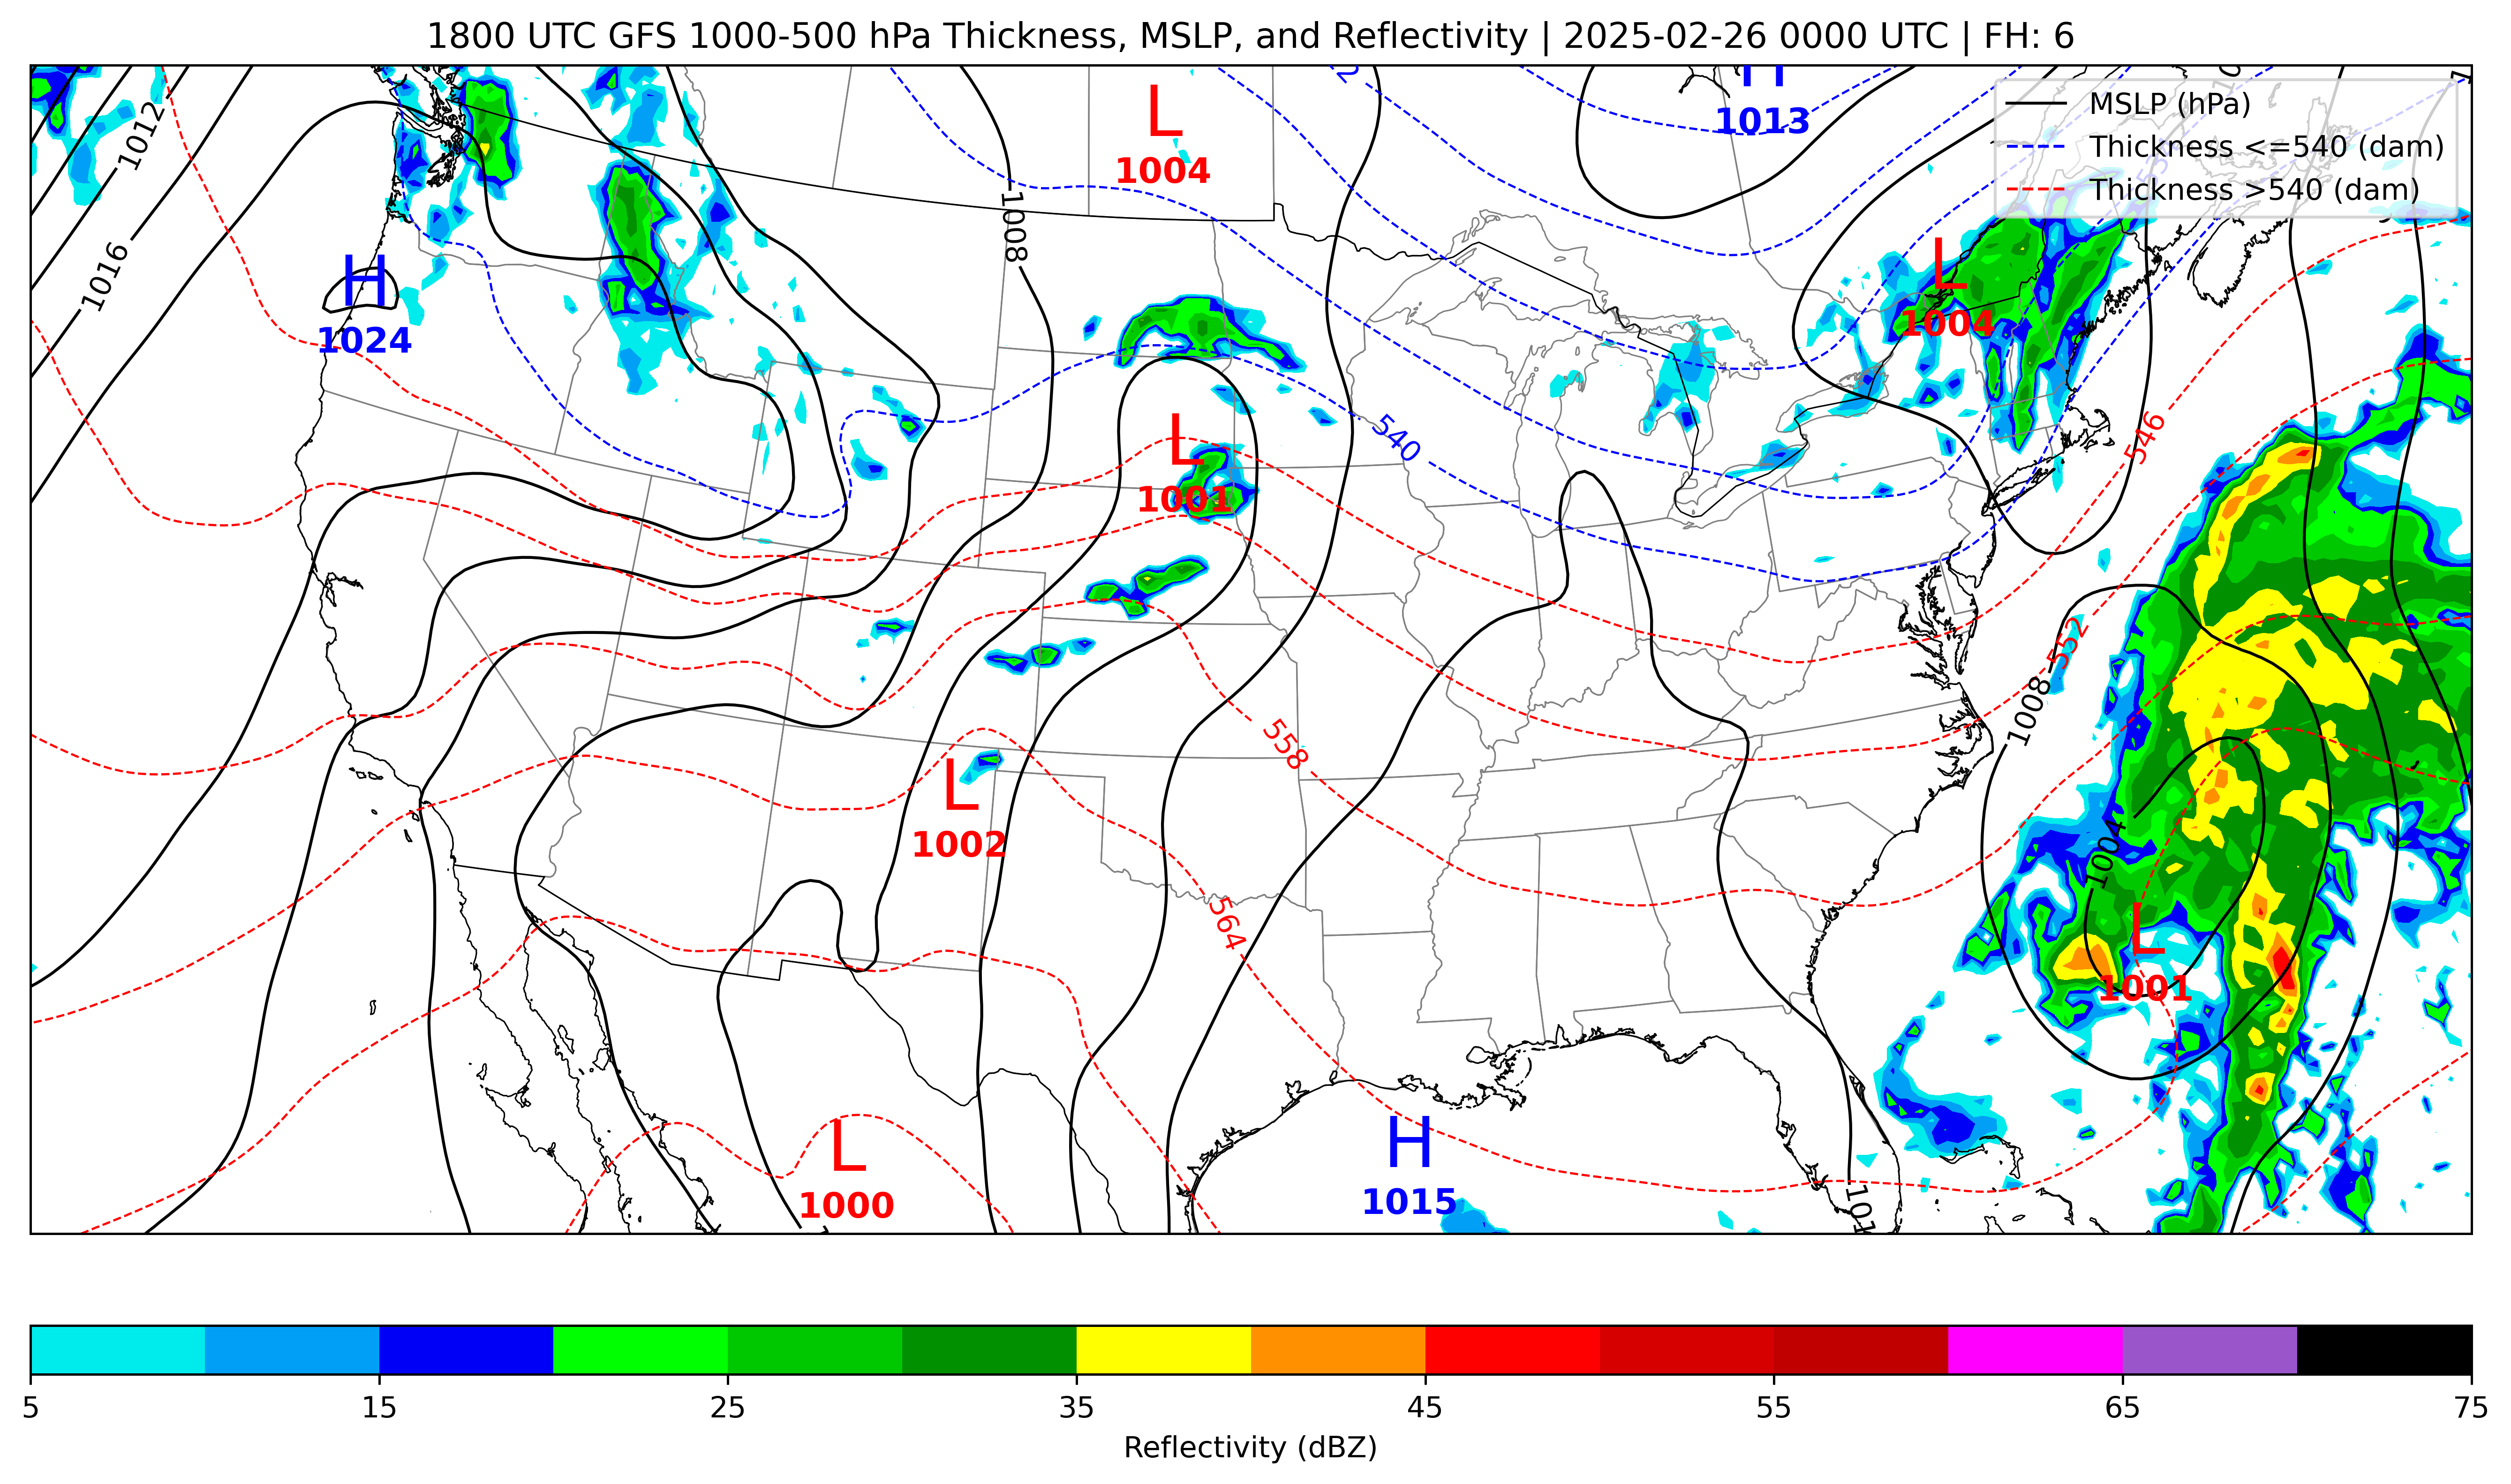 1800 UTC GFS 1000-500 hPa Thickness, MSLP, and Reflectivity | 2025-02-26 0000 UTC | FH: 6
MSLP (hPa)
Thickness <=540 (dam)
Thickness >540 (dam)
H
1013
L
1004
1012
1008
1016
H
1024
L
1004
L
1001
540
546
552
1008
558
L
1002
1004
564
L
1001
L
1000
H
1015
5
15
25
35
45
55
65
75
Reflectivity (dBZ)